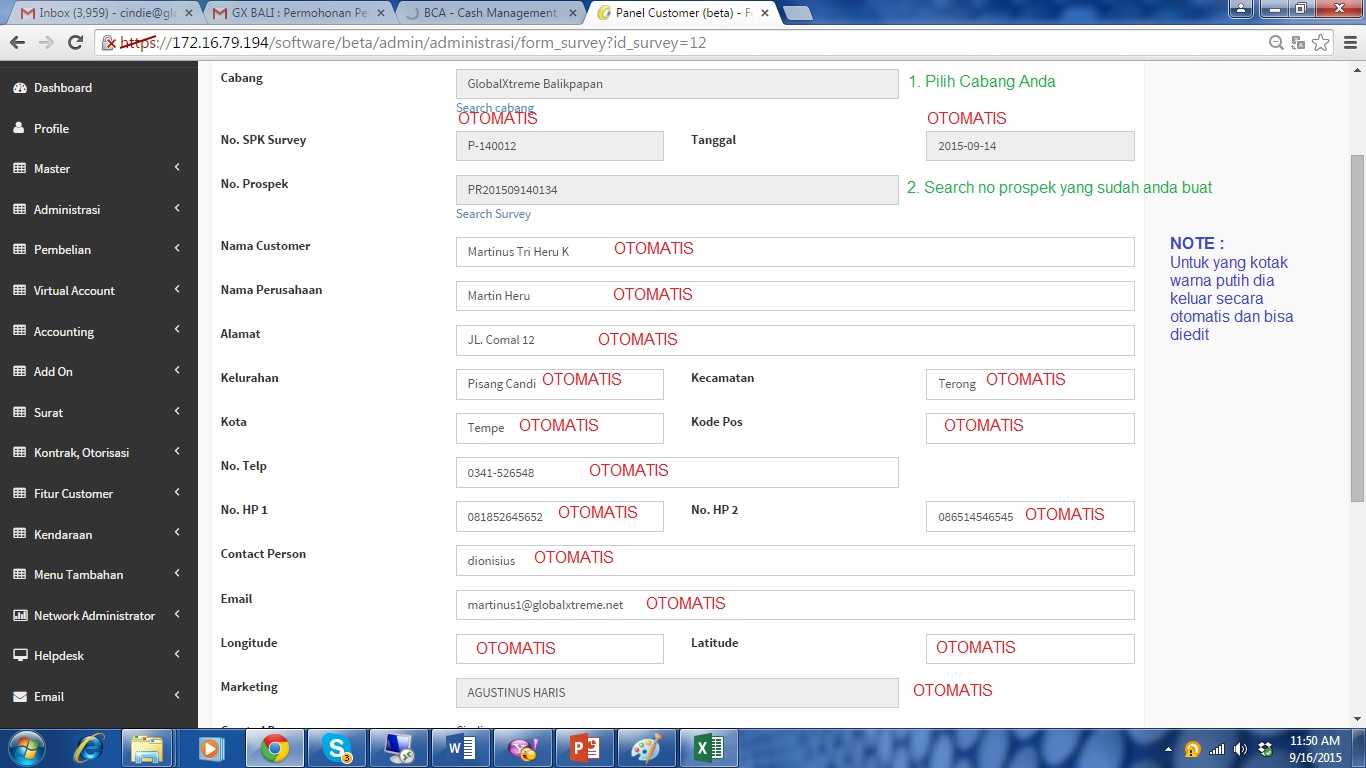 Inbox (3,959) - cindie@glo
GX BALI : Permohonan Pe
BCA - Cash Management
Panel Customer (beta) - Fo
https://172.16.79.194/software/beta/admin/administrasi/form_survey?id_survey=12
Dashboard
Profile
Master
Administrasi
Pembelian
Virtual Account
Accounting
Add On
Surat
Kontrak, Otorisasi
Fitur Customer
Kendaraan
Menu Tambahan
Network Administrator
Helpdesk
Email
Cabang GlobalXtreme Balikpapan 1. Pilih Cabang Anda
Search cabang
OTOMATIS OTOMATIS
No. SPK Survey P-140012 Tanggal 2015-09-14
No. Prospek PR201509140134 2. Search no prospek yang sudah anda buat
Search Survey
Nama Customer Martinus Tri Heru K OTOMATIS
Nama Perusahaan Martin Heru OTOMATIS
Alamat JL. Comal 12 OTOMATIS
Kelurahan Pisang Candi OTOMATIS Kecamatan Terong OTOMATIS
Kota Tempe OTOMATIS Kode Pos OTOMATIS
No. Telp 0341-526548 OTOMATIS
No. HP 1 081852645652 OTOMATIS No. HP 2 086514546545 OTOMATIS
Contact Person dionisius OTOMATIS
Email martinus1@globalxtreme.net OTOMATIS
Longitude OTOMATIS Latitude OTOMATIS
Marketing AGUSTINUS HARIS OTOMATIS
NOTE :
Untuk yang kotak
warna putih dia
keluar secara
otomatis dan bisa
diedit
3
11:50 AM
9/16/2015